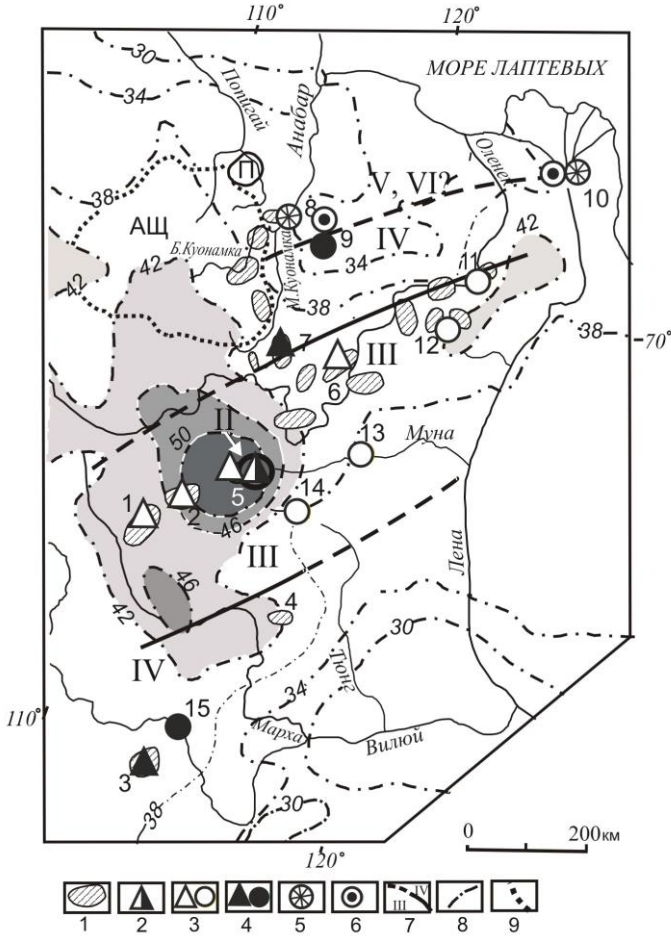 110° 120°
30
34
МОРЕ ЛАПТЕВЫХ
Попигай
Анабар
Оленек
П
V, VI?
10
8
38
АЩ
9
IV
34
42
Б.Куонамка
М.Куонамка
42
42
11
38
38
70°
7
12
III
6
II
50
Муна
13
1
2
5
14
46
III
Лена
46
4
42
30
IV
Тюнг
34
110°
15
Марха
Вилюй
3
38
30
0 200км
120°
III IV
1 2 3 4 5 6 7 8 9